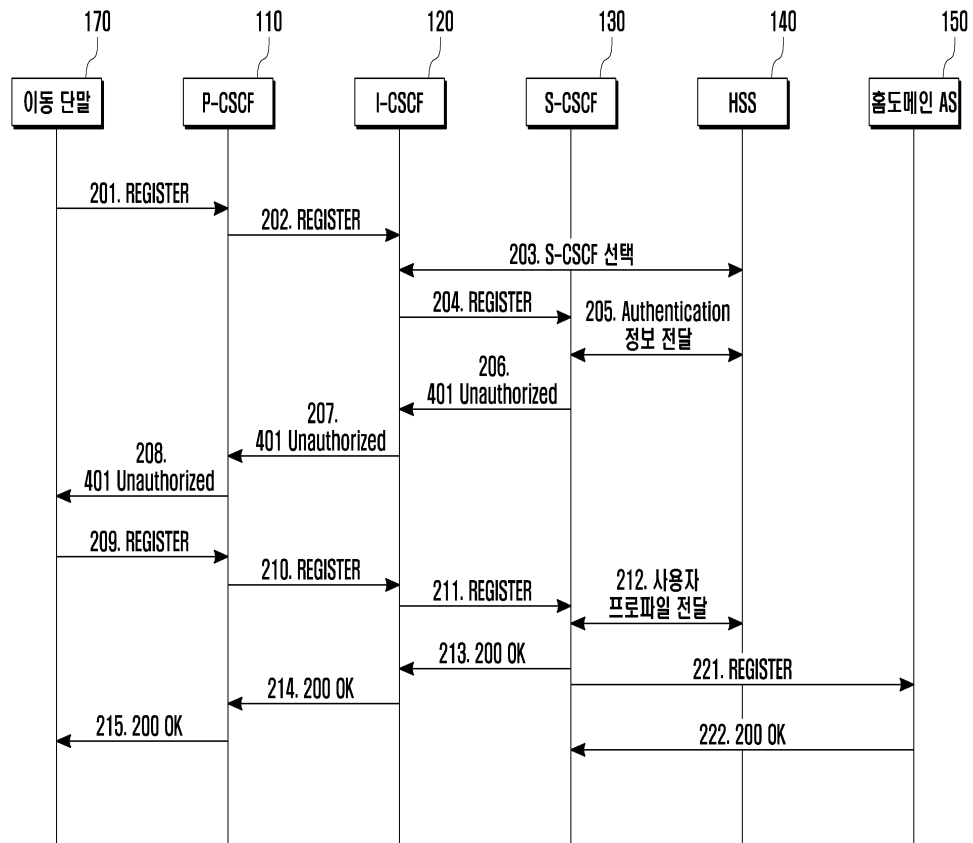 170
110
120
130
140
150
이동 단말
P-CSCF
I-CSCF
S-CSCF
HSS
홈도메인 AS
201. REGISTER
202. REGISTER
203. S-CSCF 선택
204. REGISTER
205. Authentication
정보 전달
206.
401 Unauthorized
207.
401 Unauthorized
208.
401 Unauthorized
209. REGISTER
210. REGISTER
211. REGISTER
212. 사용자
프로파일 전달
213. 200 OK
221. REGISTER
214. 200 OK
215. 200 OK
222. 200 OK